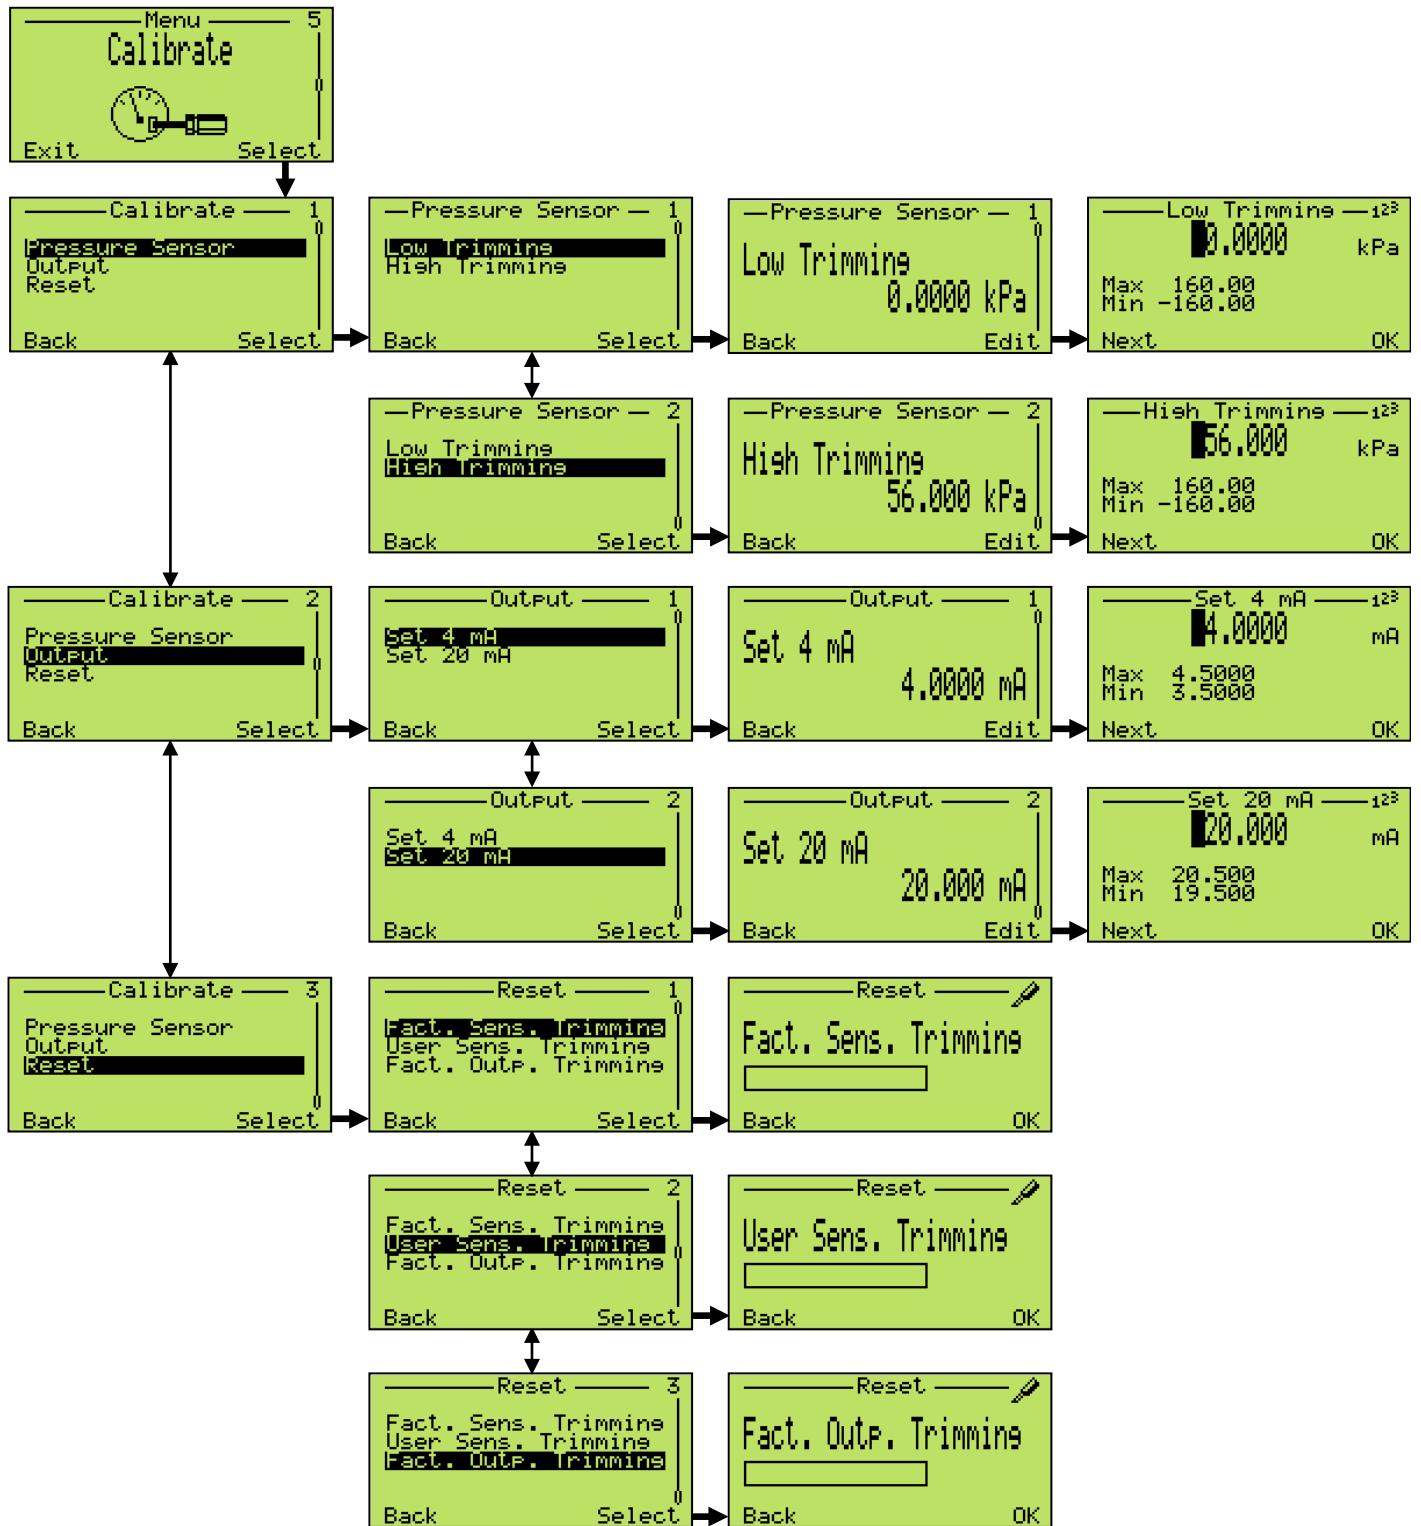 Menu 5
Calibrate
Exit Select
Calibrate 1
Pressure Sensor
Output
Reset
Back Select
Pressure Sensor 1
Low Trimming
High Trimming
Back Select
Pressure Sensor 1
Low Trimming
0.0000 kPa
Back Edit
Low Trimming 123
0.0000 kPa
Max 160.00
Min -160.00
Next OK
Pressure Sensor 2
Low Trimming
High Trimming
Back Select
Pressure Sensor 2
High Trimming
56.000 kPa
Back Edit
High Trimming 123
56.000 kPa
Max 160.00
Min -160.00
Next OK
Calibrate 2
Pressure Sensor
Output
Reset
Back Select
Output 1
Set 4 mA
Set 20 mA
Back Select
Output 1
Set 4 mA
4.0000 mA
Back Edit
Set 4 mA 123
4.0000 mA
Max 4.5000
Min 3.5000
Next OK
Output 2
Set 4 mA
Set 20 mA
Back Select
Output 2
Set 20 mA
20.000 mA
Back Edit
Set 20 mA 123
20.000 mA
Max 20.500
Min 19.500
Next OK
Calibrate 3
Pressure Sensor
Output
Reset
Back Select
Reset 1
Fact. Sens. Trimming
User Sens. Trimming
Fact. Outp. Trimming
Back Select
Reset
Fact. Sens. Trimming
Back OK
Reset 2
Fact. Sens. Trimming
User Sens. Trimming
Fact. Outp. Trimming
Back Select
Reset
User Sens. Trimming
Back OK
Reset 3
Fact. Sens. Trimming
User Sens. Trimming
Fact. Outp. Trimming
Back Select
Reset
Fact. Outp. Trimming
Back OK